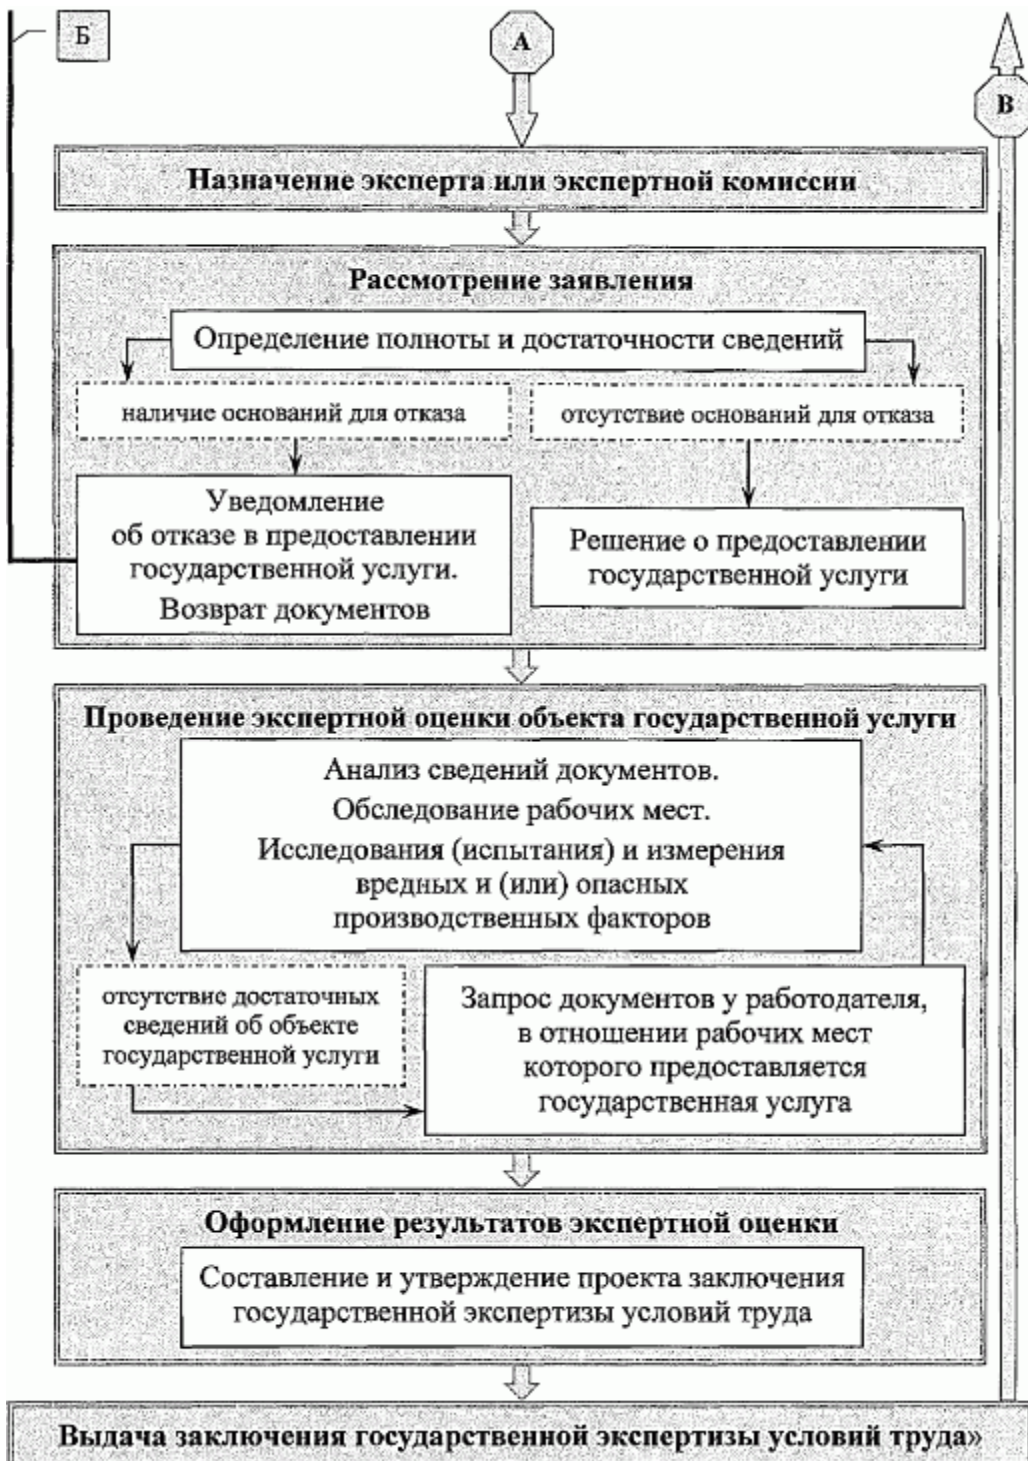 Б
А
В
Назначение эксперта или экспертной комиссии
Рассмотрение заявления
Определение полноты и достаточности сведений
наличие оснований для отказа
отсутствие оснований для отказа
Уведомление
об отказе в предоставлении
государственной услуги.
Возврат документов
Решение о предоставлении
государственной услуги
Проведение экспертной оценки объекта государственной услуги
Анализ сведений документов.
Обследование рабочих мест.
Исследования (испытания) и измерения
вредных и (или) опасных
производственных факторов
отсутствие достаточных
сведений об объекте
государственной услуги
Запрос документов у работодателя,
в отношении рабочих мест
которого предоставляется
государственная услуга
Оформление результатов экспертной оценки
Составление и утверждение проекта заключения
государственной экспертизы условий труда
Выдача заключения государственной экспертизы условий труда»